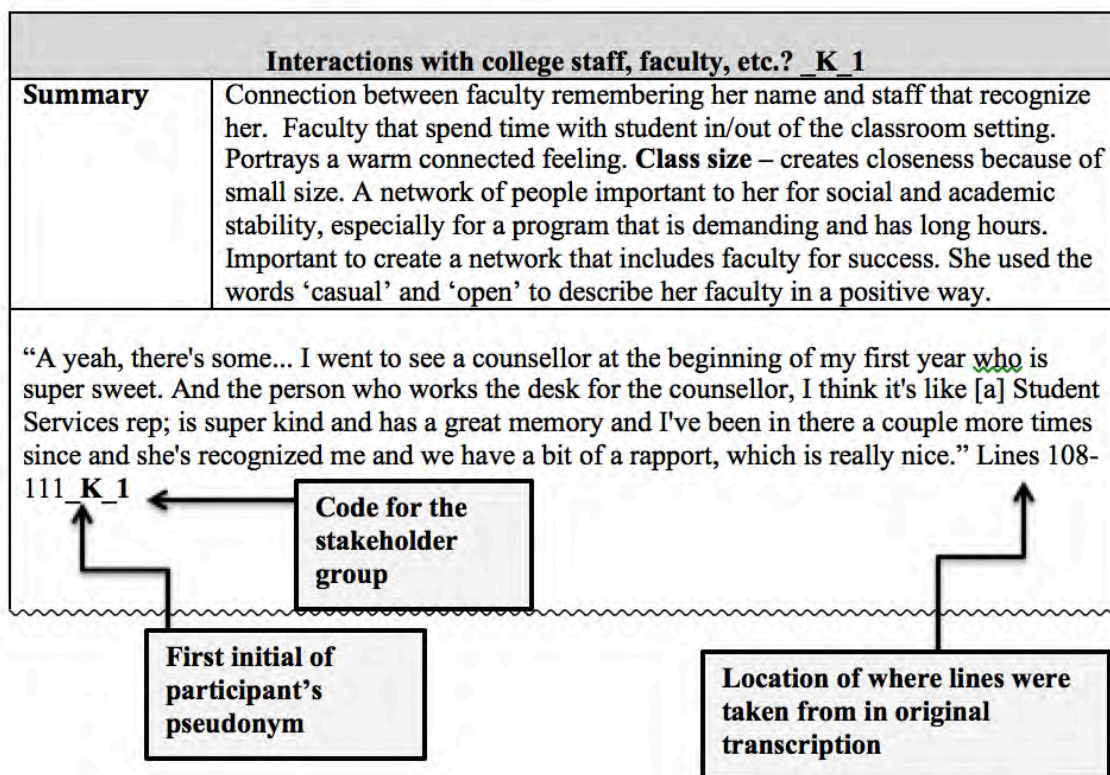 Interactions with college staff, faculty, etc.? _K_1
Summary
Connection between faculty remembering her name and staff that recognize
her. Faculty that spend time with student in/out of the classroom setting.
Portrays a warm connected feeling. Class size – creates closeness because of
small size. A network of people important to her for social and academic
stability, especially for a program that is demanding and has long hours.
Important to create a network that includes faculty for success. She used the
words ‘casual’ and ‘open’ to describe her faculty in a positive way.
“A yeah, there's some... I went to see a counsellor at the beginning of my first year who is
super sweet. And the person who works the desk for the counsellor, I think it's like [a] Student
Services rep; is super kind and has a great memory and I've been in there a couple more times
since and she's recognized me and we have a bit of a rapport, which is really nice.” Lines 108-
111_K_1
Code for the
stakeholder
group
First initial of
participant’s
pseudonym
Location of where lines were
taken from in original
transcription